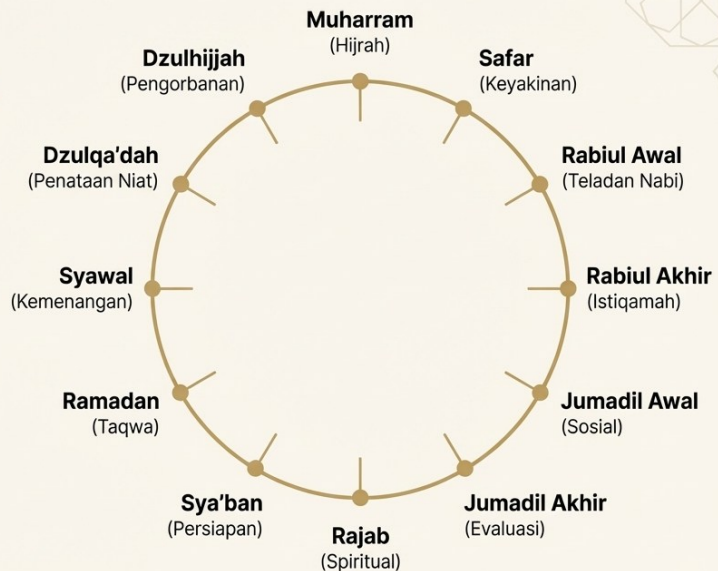 Muharram
(Hijrah)
Safar
(Keyakinan)
Rabiul Awal
(Teladan Nabi)
Rabiul Akhir
(Istiqamah)
Jumadil Awal
(Sosial)
Jumadil Akhir
(Evaluasi)
Rajab
(Spiritual)
Sya'ban
(Persiapan)
Ramadan
(Taqwa)
Syawal
(Kemenangan)
Dzulqa'dah
(Penataan Niat)
Dzulhijjah
(Pengorbanan)